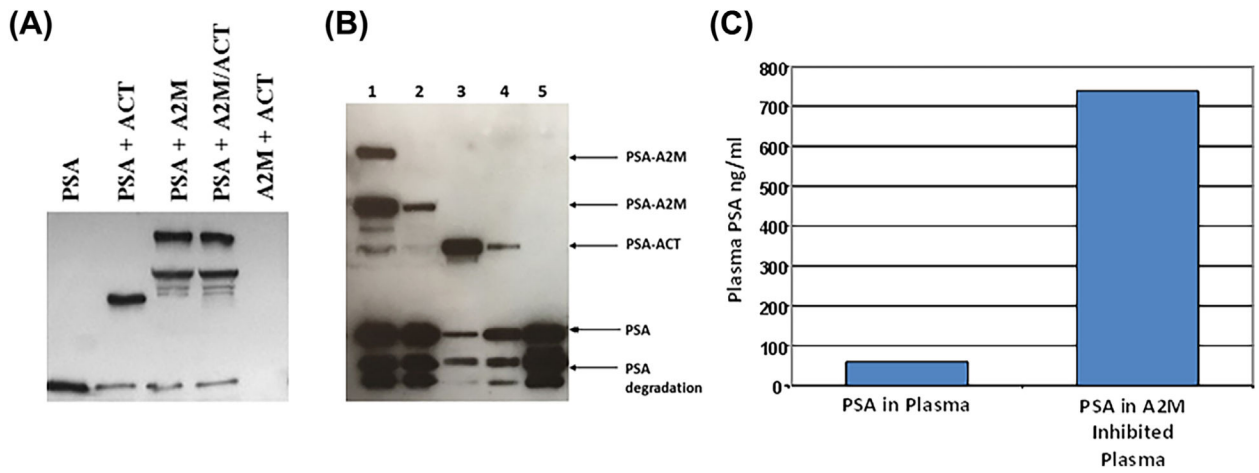 (A)
PSA
PSA + ACT
PSA + A2M
PSA + A2M/ACT
A2M + ACT
(B)
1 2 3 4 5
PSA-A2M
PSA-A2M
PSA-ACT
PSA
PSA
degradation
(C)
Plasma PSA ng/ml
800
700
600
500
400
300
200
100
0
PSA in Plasma
PSA in A2M
Inhibited
Plasma